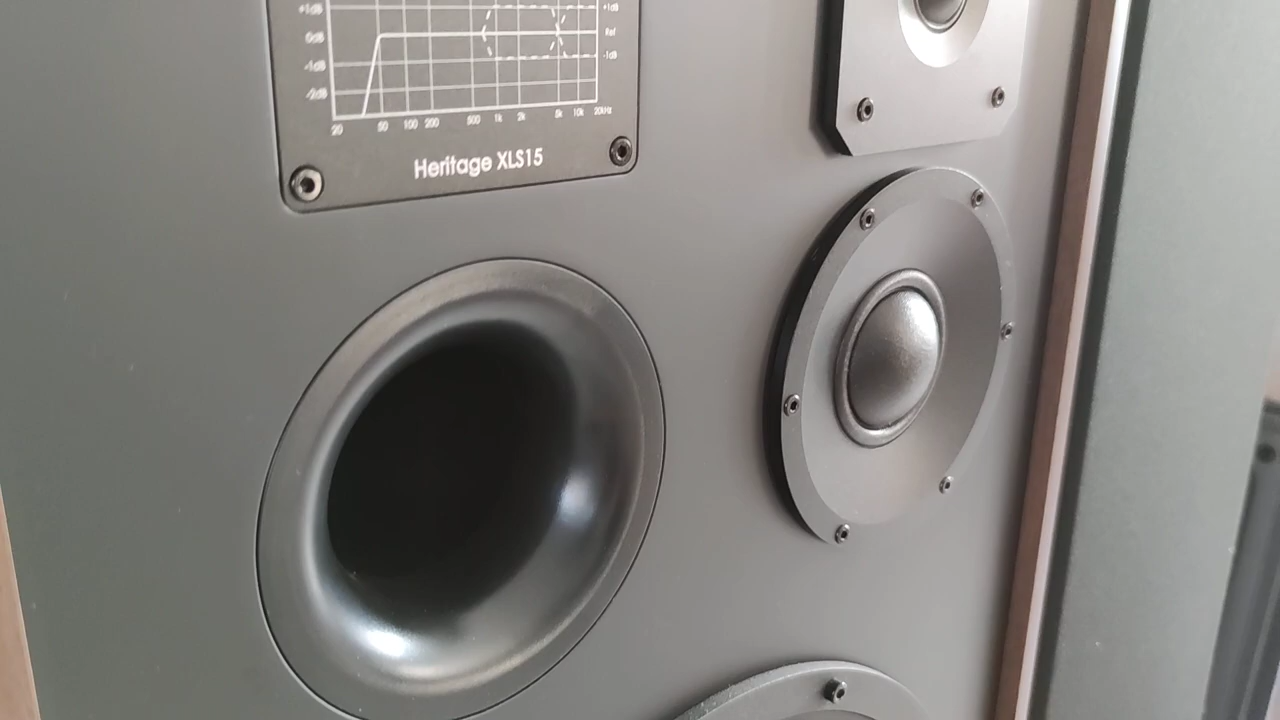 +1dB +1dB
0dB Ref
-1dB -1dB
-2dB
20 50 100 200 500 1k 2k 5k 10k 20kHz
Heritage XLS15